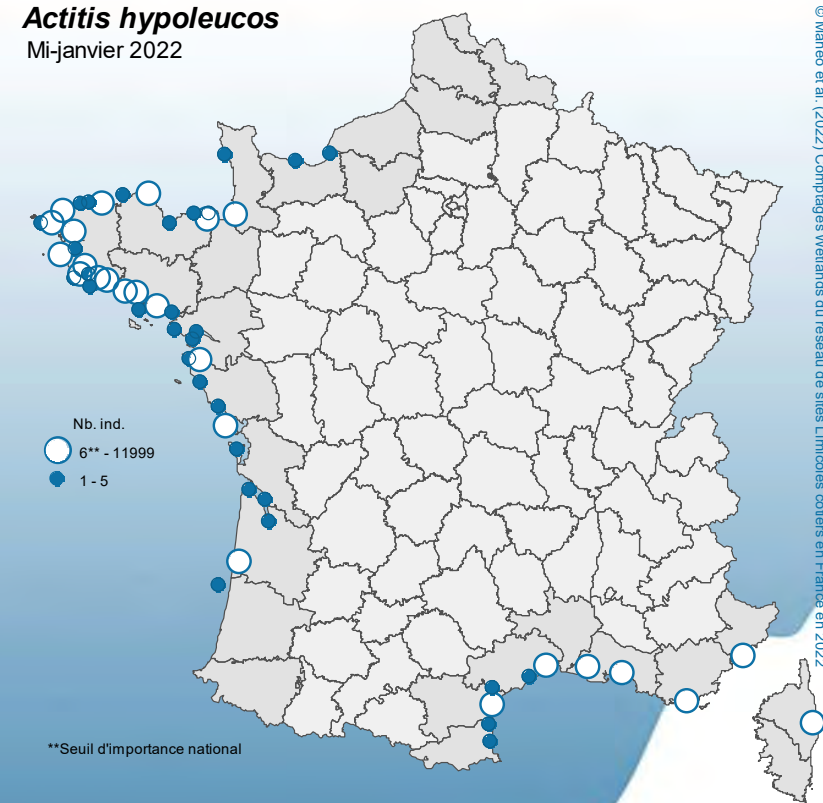 Actitis hypoleucos
Mi-janvier 2022
Nb. ind.
6** - 11999
1 - 5
**Seuil d'importance national
© Manéo et al. (2022) Comptages Wetlands du réseau de sites Limicoles côtiers en France en 2022